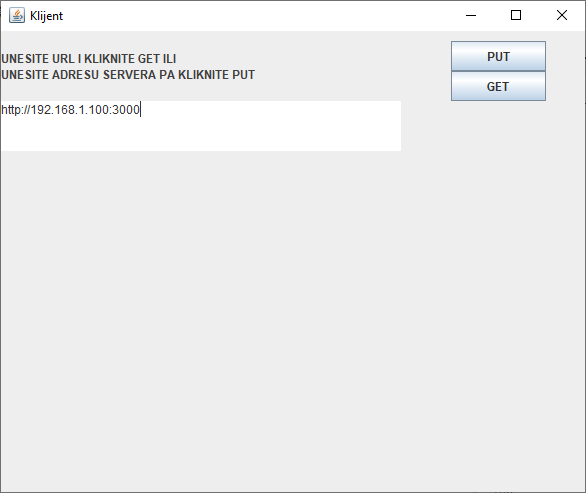 Klijent
UNESITE URL I KLIKNITE GET ILI
UNESITE ADRESU SERVERA PA KLIKNITE PUT
PUT
GET
http://192.168.1.100:3000